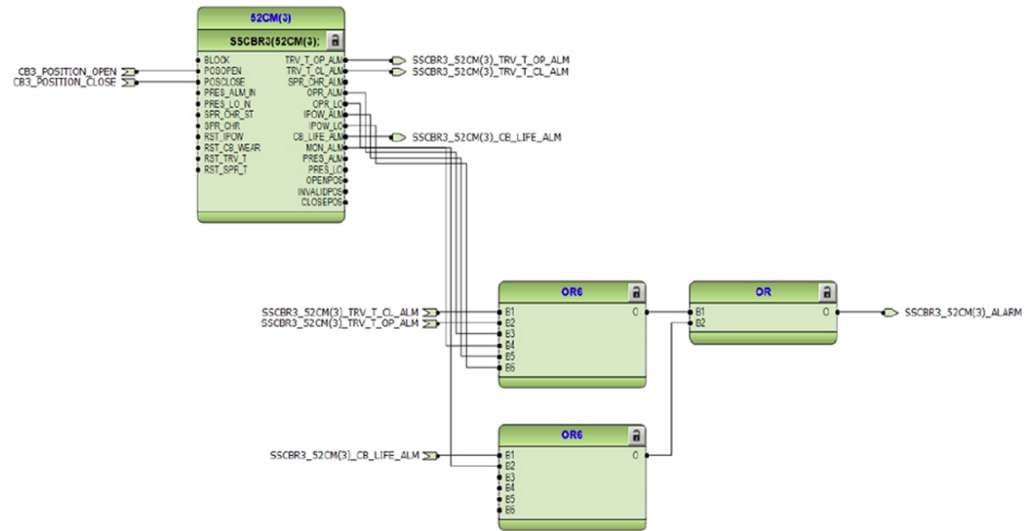 52CM(3)
SSCBR3(52CM(3);
BLOCK TRV_T_OP_ALM
CB3_POSITION_OPEN POSOPEN TRV_T_CL_ALM
CB3_POSITION_CLOSE POSCLOSE SPR_CHR_ALM
PRES_ALM_IN OPR_ALM
PRES_LO_IN OPR_LO
SPR_CHR_ST IPOW_ALM
SPR_CHR IPOW_LO
RST_IPOW CB_LIFE_ALM
RST_CB_WEAR MON_ALM
RST_TRV_T PRES_ALM
RST_SPR_T PRES_LO
OPENPOS
INVALIDPOS
CLOSEPOS
SSCBR3_52CM(3)_TRV_T_OP_ALM
SSCBR3_52CM(3)_TRV_T_CL_ALM
SSCBR3_52CM(3)_CB_LIFE_ALM
OR6
SSCBR3_52CM(3)_TRV_T_CL_ALM B1 O
SSCBR3_52CM(3)_TRV_T_OP_ALM B2
B3
B4
B5
B6
OR
B1 O
B2
SSCBR3_52CM(3)_ALARM
OR6
SSCBR3_52CM(3)_CB_LIFE_ALM B1 O
B2
B3
B4
B5
B6